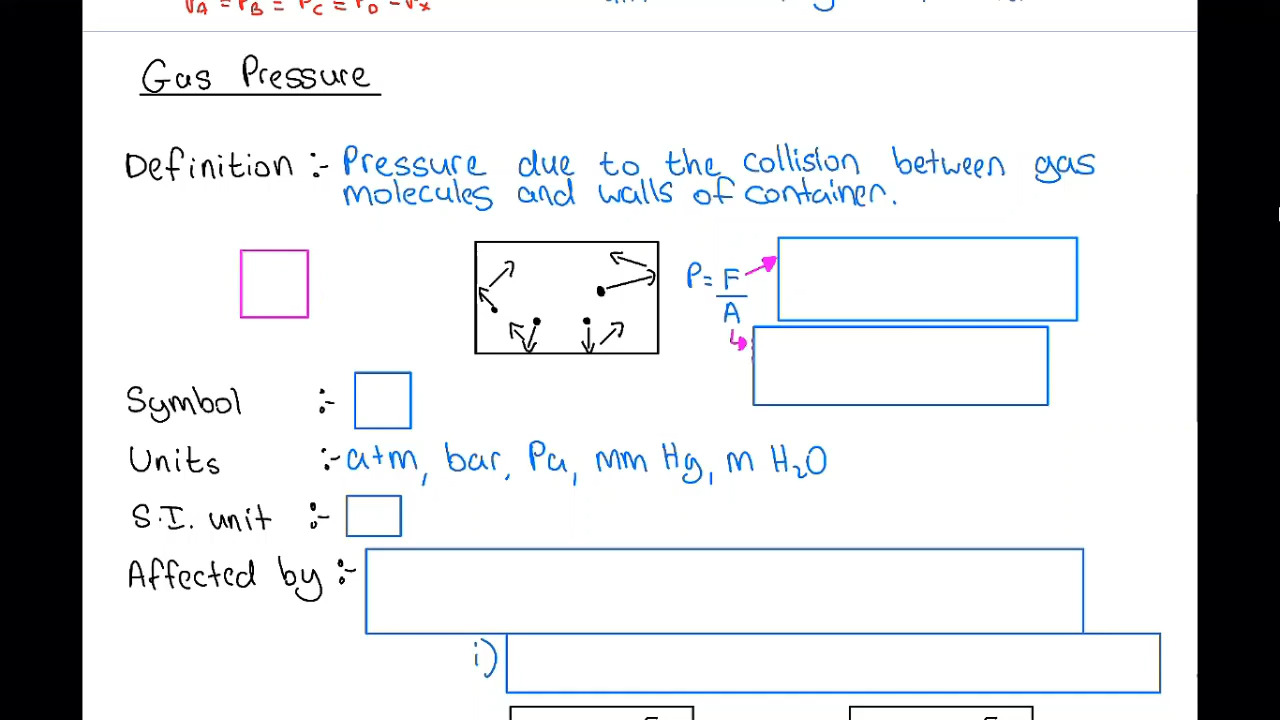 Gas Pressure
Definition :- Pressure due to the collision between gas
molecules and walls of container.
P = F
A
Symbol :-
Units :- atm, bar, Pa, mm Hg, m H₂O
S.I. unit :-
Affected by :-
i)